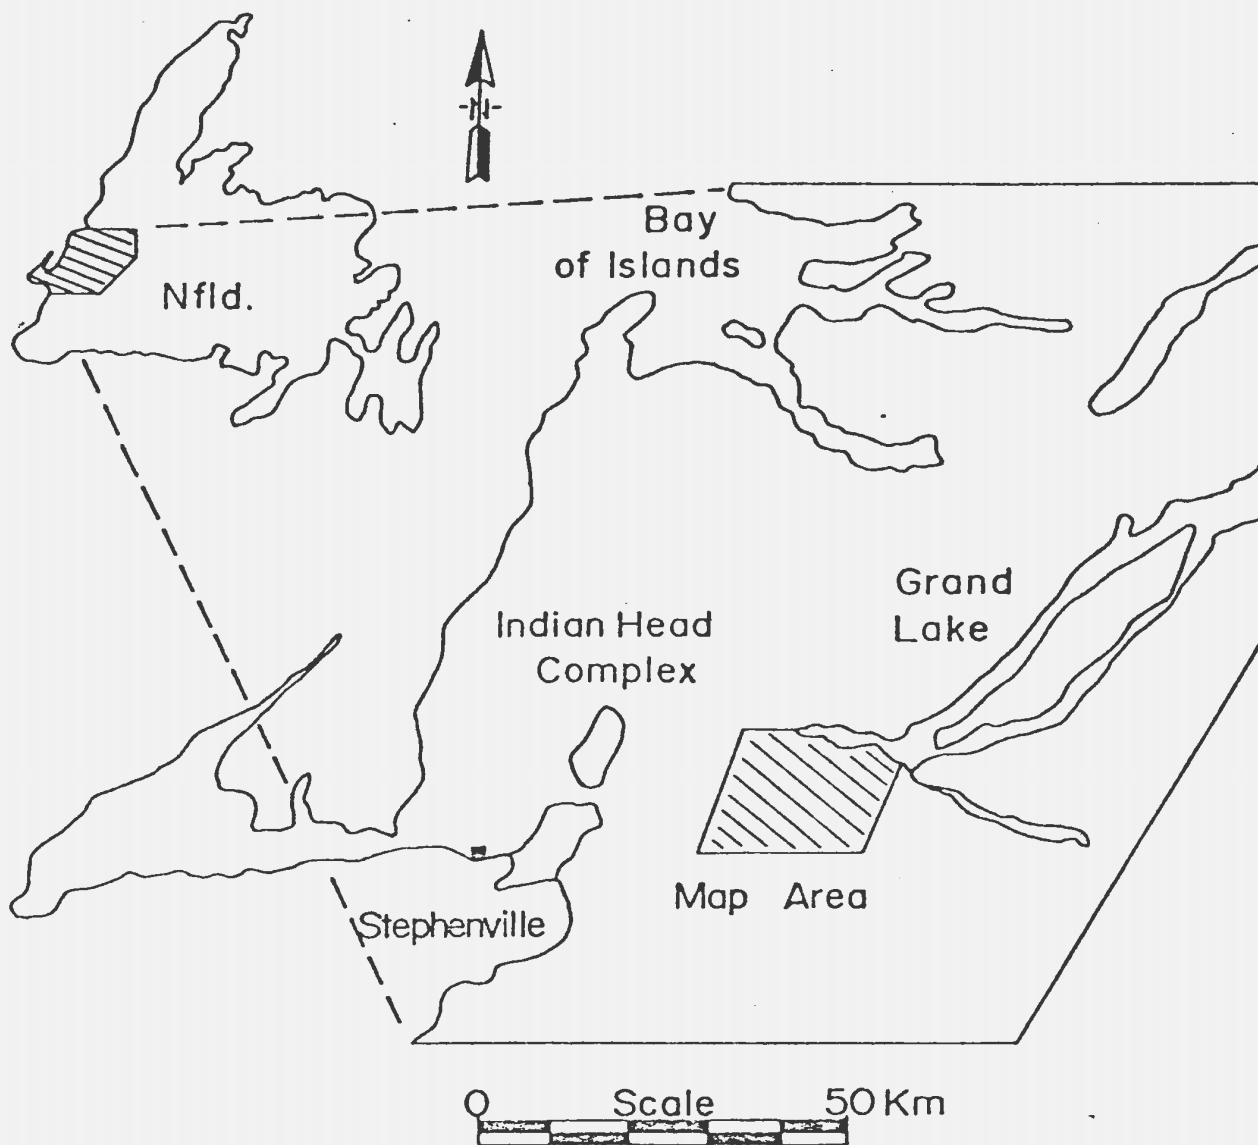 N
Bay
of Islands
Nfld.
Grand
Lake
Indian Head
Complex
Map Area
Stephenville
0 Scale 50 Km